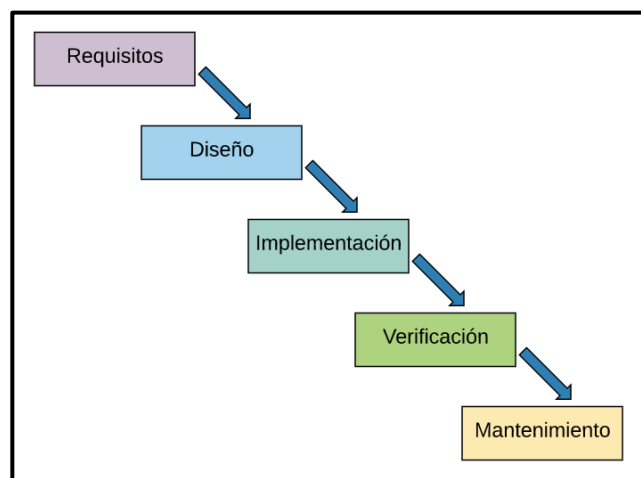 Requisitos
Diseño
Implementación
Verificación
Mantenimiento